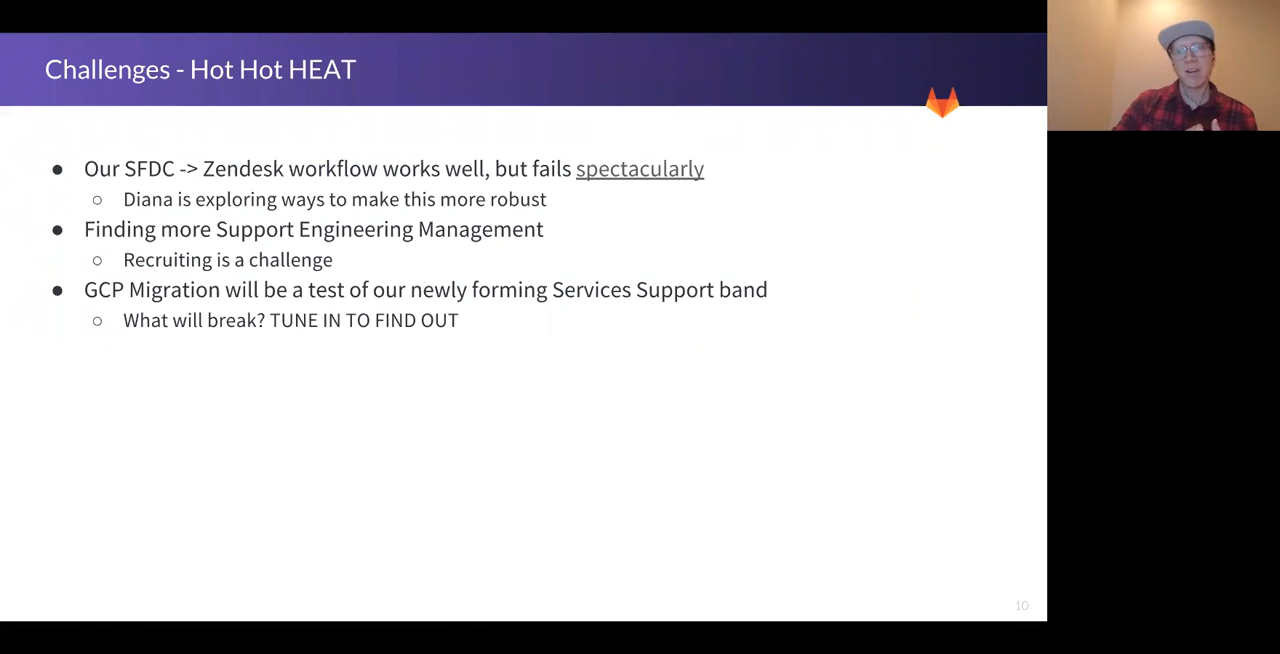 Challenges - Hot Hot HEAT
● Our SFDC -> Zendesk workflow works well, but fails spectacularly
○ Diana is exploring ways to make this more robust
● Finding more Support Engineering Management
○ Recruiting is a challenge
● GCP Migration will be a test of our newly forming Services Support band
○ What will break? TUNE IN TO FIND OUT
10